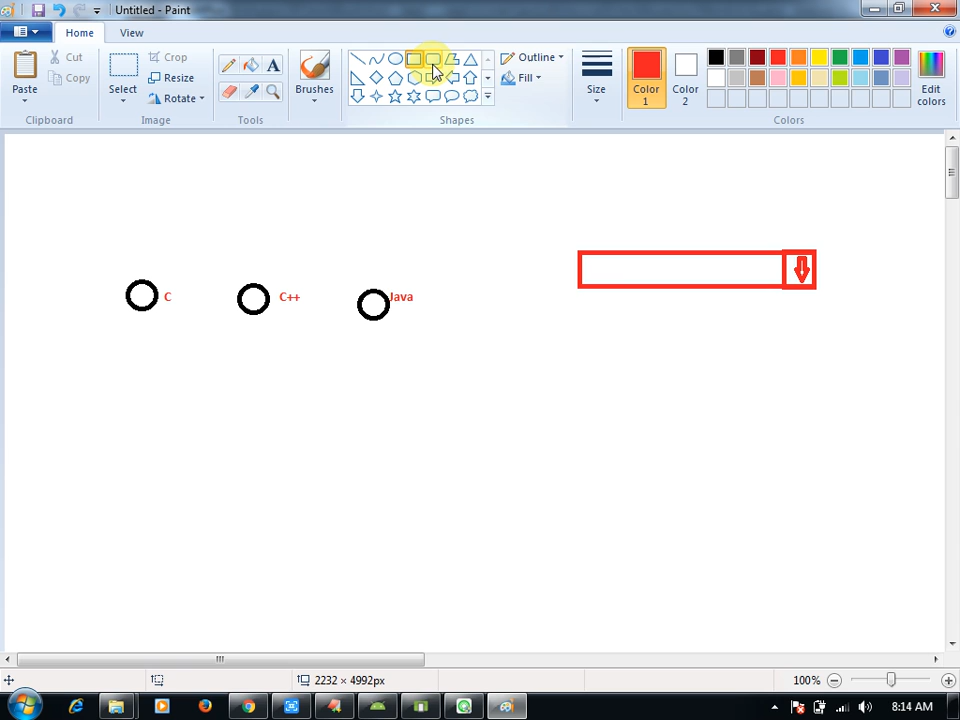 Untitled - Paint
Home
View
Paste
Cut
Copy
Clipboard
Select
Crop
Resize
Rotate
Image
A
Tools
Brushes
Shapes
Outline
Fill
Size
Color 1
Color 2
Edit colors
Colors
C
C++
Java
2232 × 4992px
100%
8:14 AM